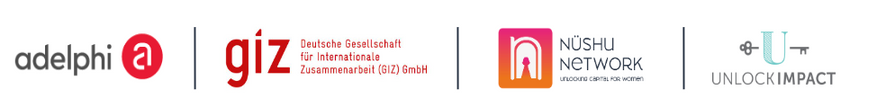 adelphi a
giz Deutsche Gesellschaft
für Internationale
Zusammenarbeit (GIZ) GmbH
n
NÜSHU
NETWORK
UNLOCKING CAPITAL FOR WOMEN
U
UNLOCKIMPACT